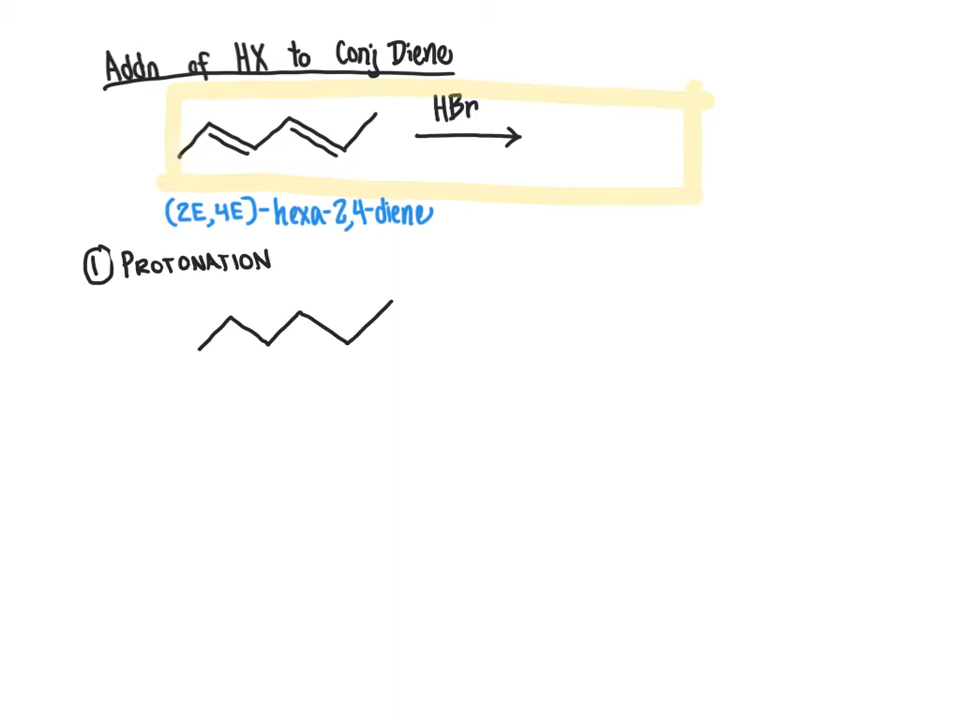 Addn of HX to Conj Diene
HBr
(2E,4E)-hexa-2,4-diene
1 PROTONATION